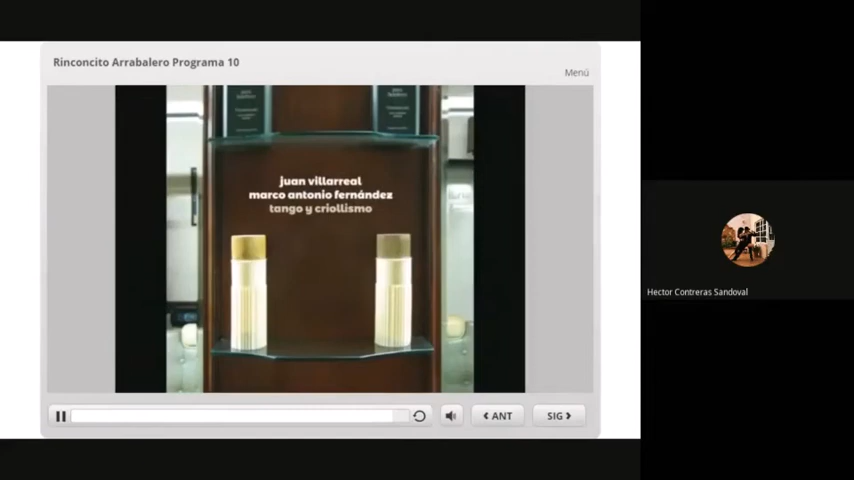 Rinconcito Arrabalero Programa 10
Menú
juan villarreal
marco antonio fernández
tango y criollismo
ANT
SIG
Hector Contreras Sandoval